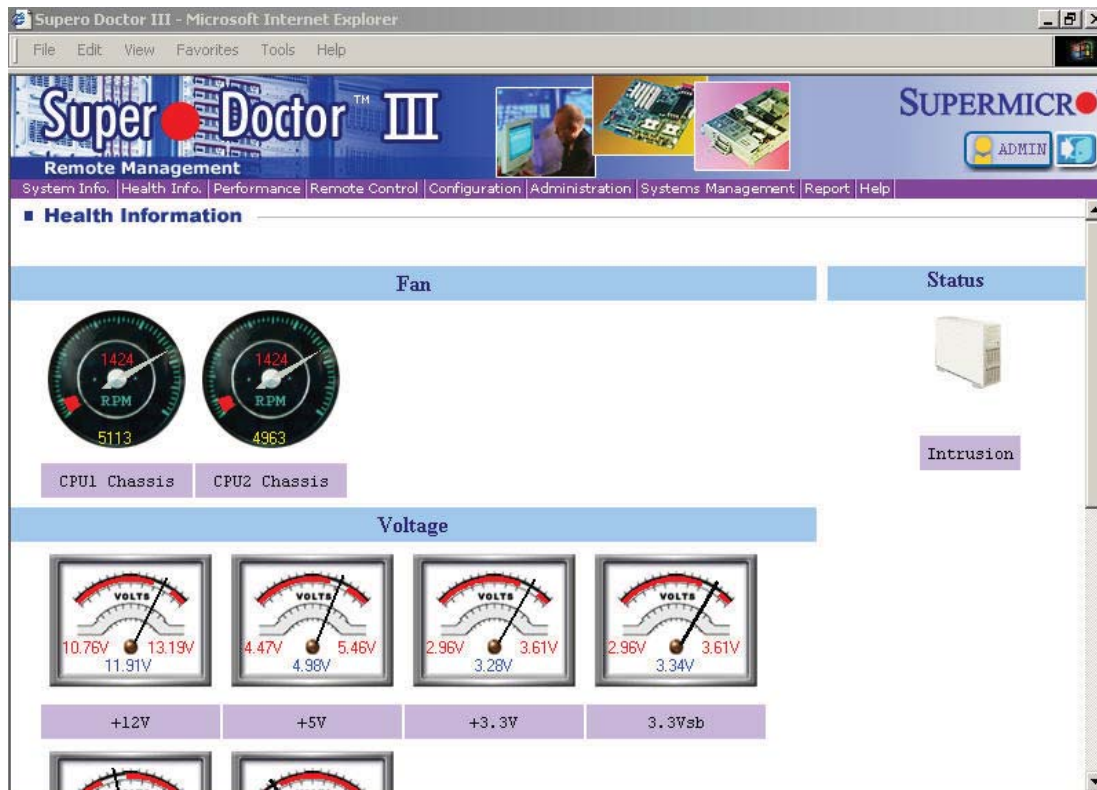 Supero Doctor III - Microsoft Internet Explorer
File Edit View Favorites Tools Help
Super Doctor™ III
SUPERMICR
Remote Management
ADMIN
System Info. Health Info. Performance Remote Control Configuration Administration Systems Management Report Help
Health Information
Fan
Status
1424 1424
RPM RPM
5113 4963
CPU1 Chassis CPU2 Chassis
Intrusion
Voltage
VOLTS VOLTS VOLTS VOLTS
10.76V 13.19V 4.47V 5.46V 2.96V 3.61V 2.96V 3.61V
11.91V 4.98V 3.28V 3.34V
+12V +5V +3.3V 3.3Vsb